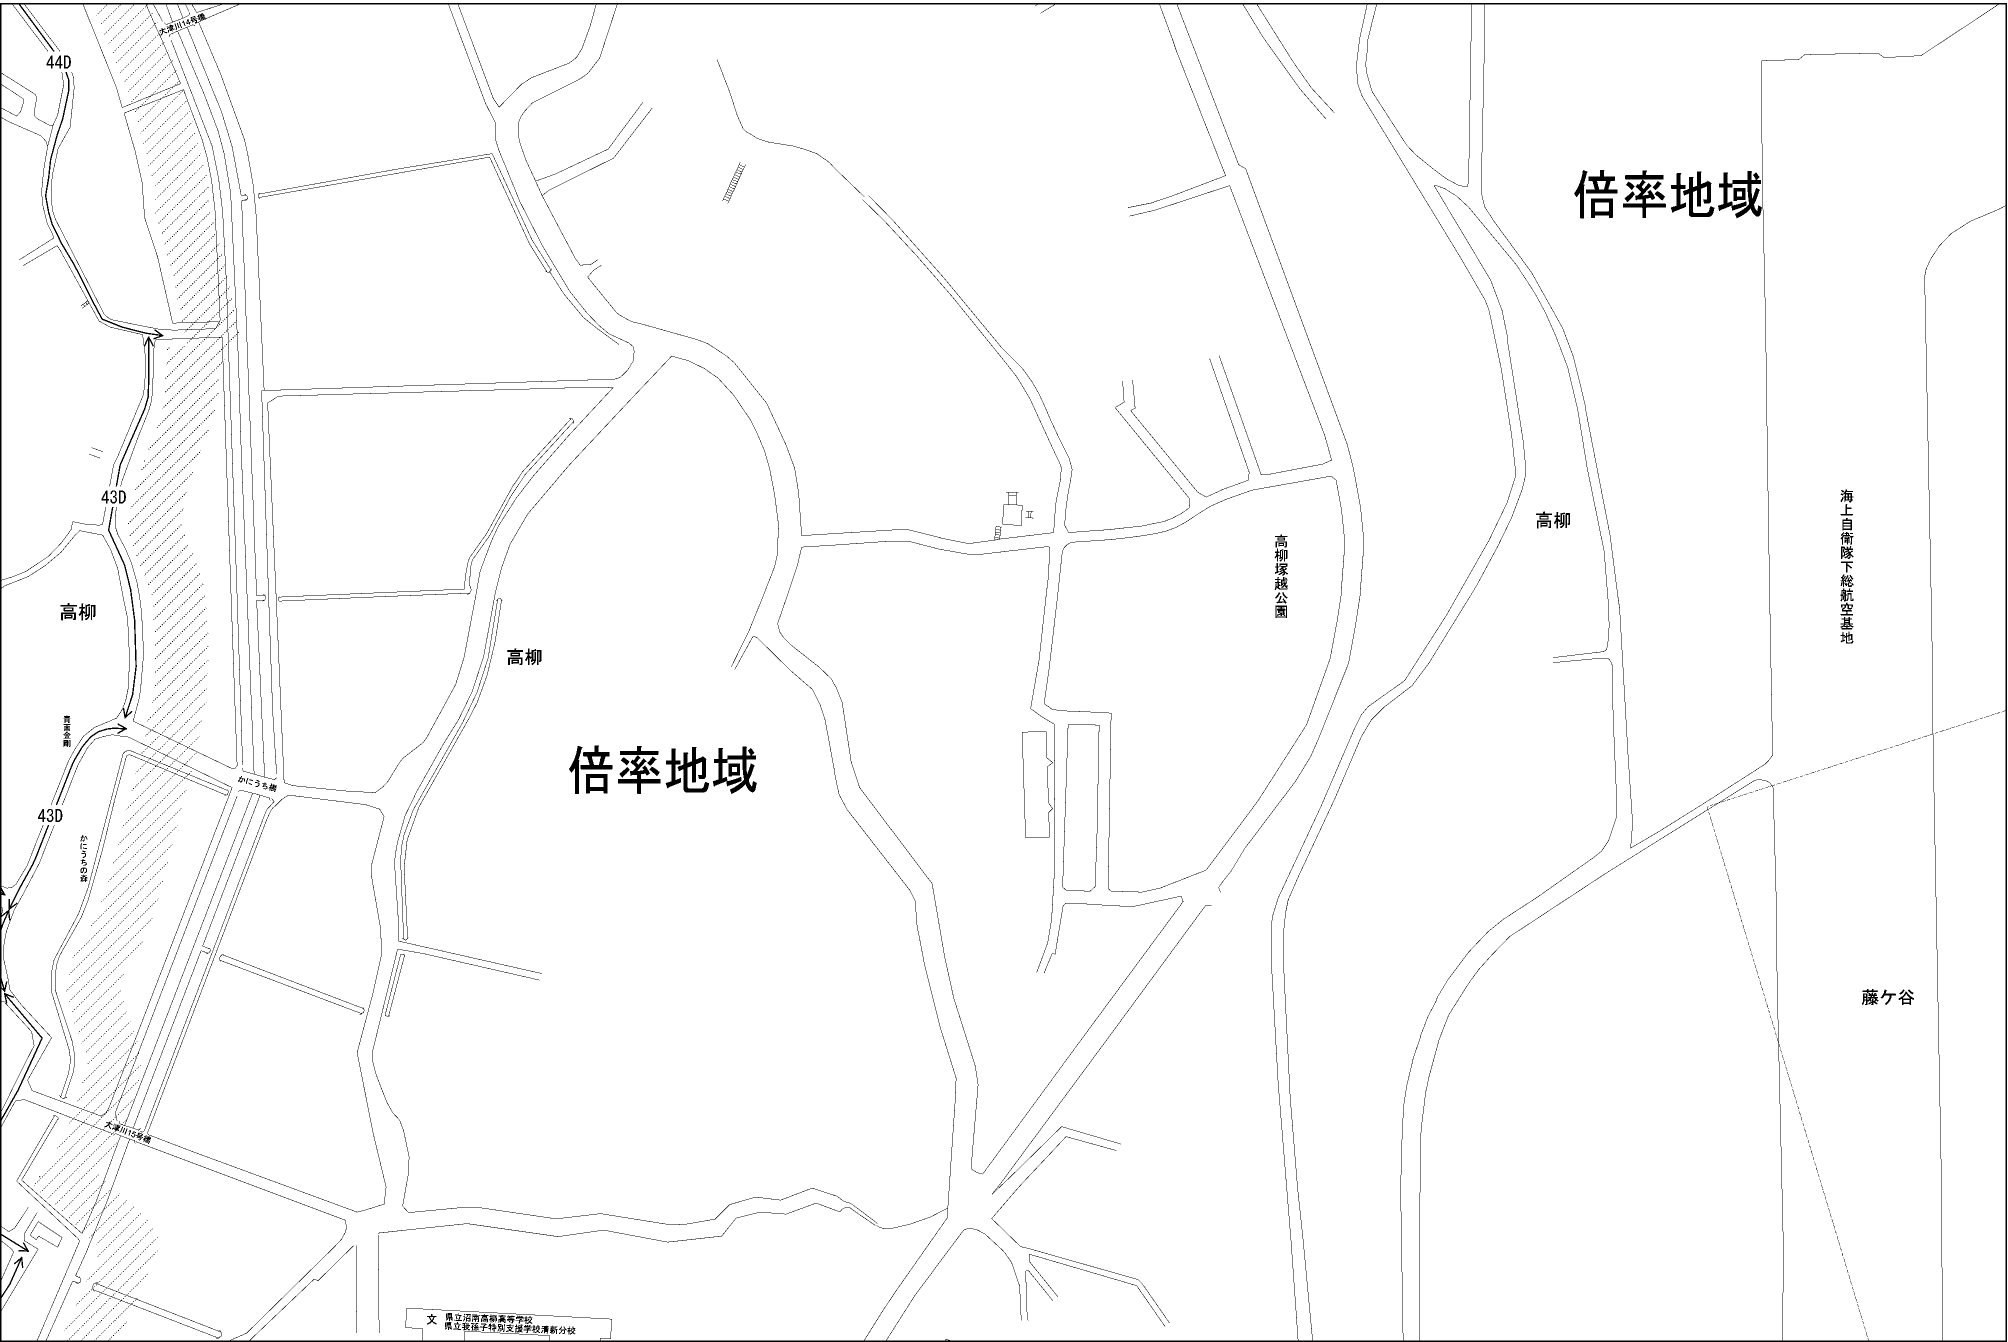 大津川14号橋
44D
倍率地域
43D
海上自衛隊下総航空基地
高柳
高柳塚越公園
高柳
高柳
倍率地域
かにうち橋
43D
かにうちの森
藤ケ谷
大津川15号橋
文 県立沼南高柳高等学校
県立我孫子特別支援学校清新分校